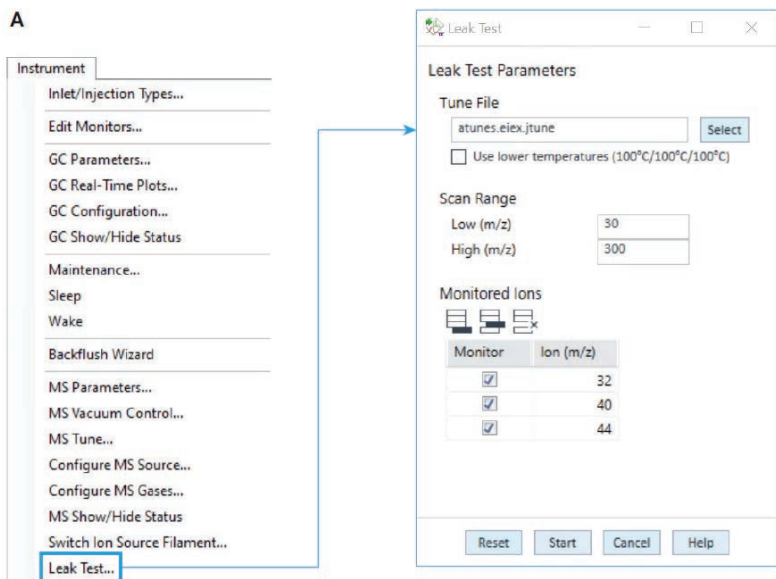 A
Instrument
Inlet/Injection Types...
Edit Monitors...
GC Parameters...
GC Real-Time Plots...
GC Configuration...
GC Show/Hide Status
Maintenance...
Sleep
Wake
Backflush Wizard
MS Parameters...
MS Vacuum Control...
MS Tune...
Configure MS Source...
Configure MS Gases...
MS Show/Hide Status
Switch Ion Source Filament...
Leak Test...
Leak Test
Leak Test Parameters
Tune File
atunes.eiex.jtune Select
Use lower temperatures (100°C/100°C/100°C)
Scan Range
Low (m/z) 30
High (m/z) 300
Monitored Ions
Monitor Ion (m/z)
32
40
44
Reset Start Cancel Help